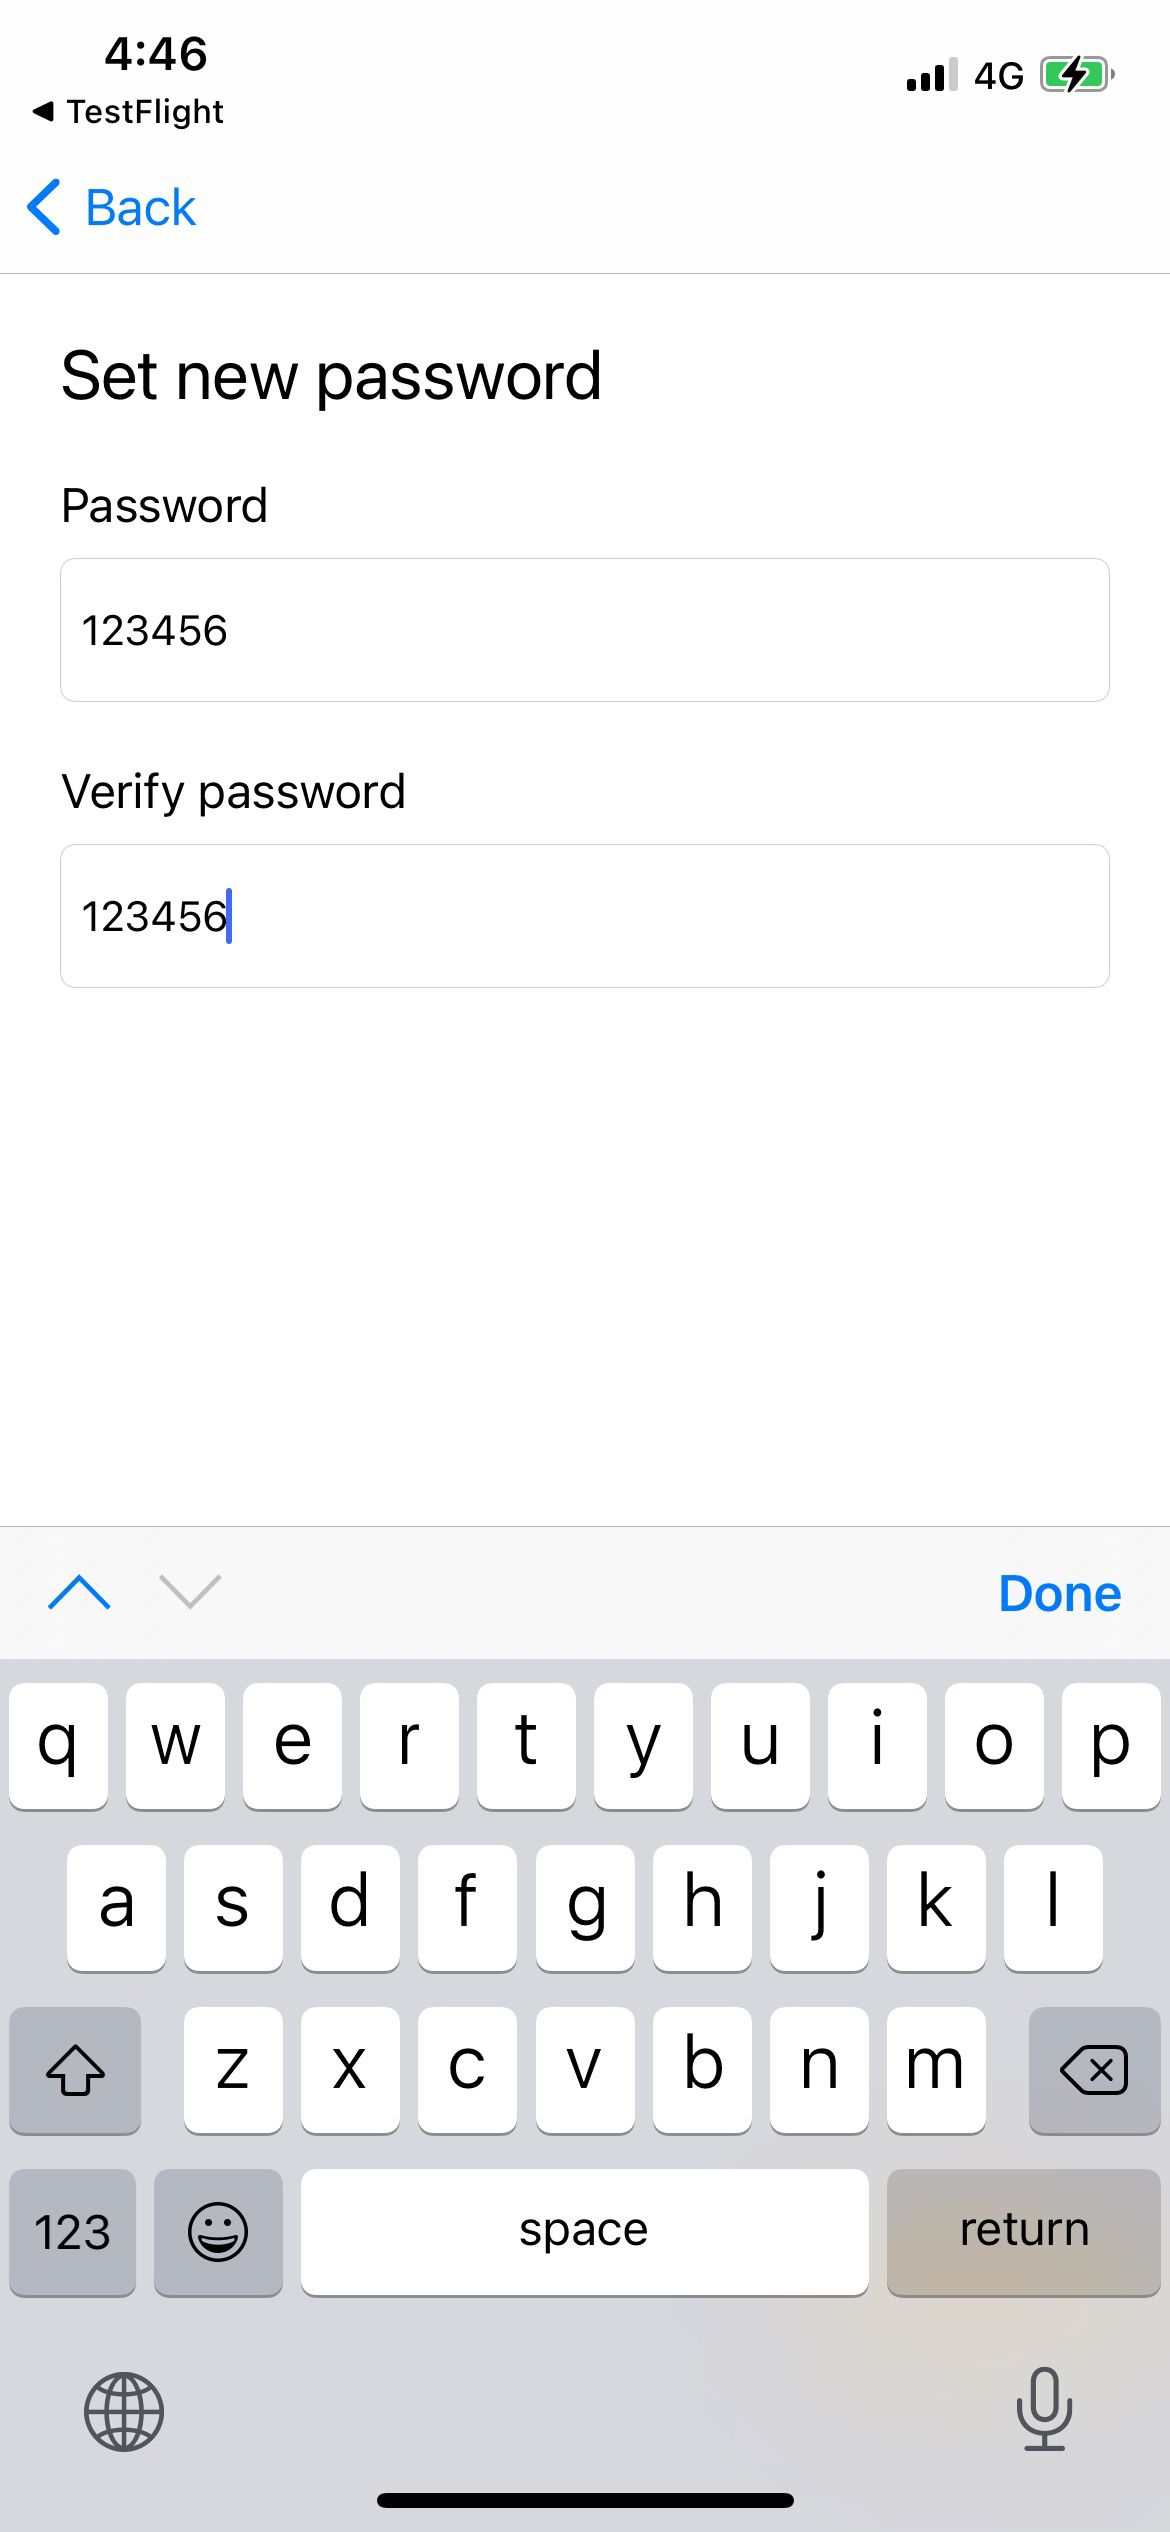 4:46
4G
TestFlight
Back
Set new password
Password
123456
Verify password
123456
Done
q w e r t y u i o p
a s d f g h j k l
z x c v b n m
123 space return